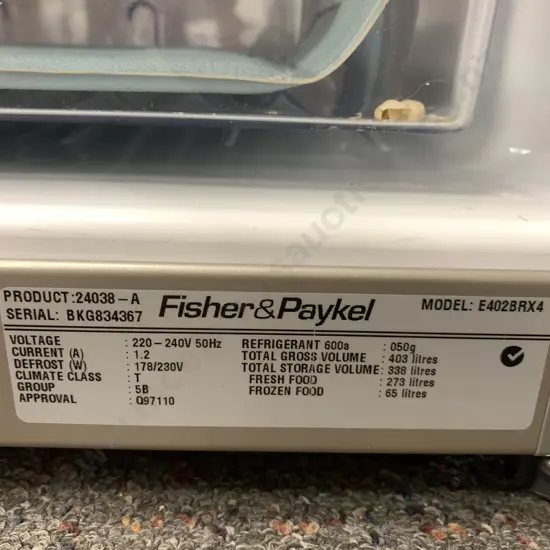 PRODUCT:24038-A
SERIAL: BKG834367
Fisher&Paykel
MODEL: E402BRX4
VOLTAGE : 220-240V 50Hz
CURRENT (A) : 1.2
DEFROST (W) : 178/230V
CLIMATE CLASS : T
GROUP : 5B
APPROVAL : Q97110
REFRIGERANT 600a : 050g
TOTAL GROSS VOLUME : 403 litres
TOTAL STORAGE VOLUME : 338 litres
FRESH FOOD : 273 litres
FROZEN FOOD : 65 litres